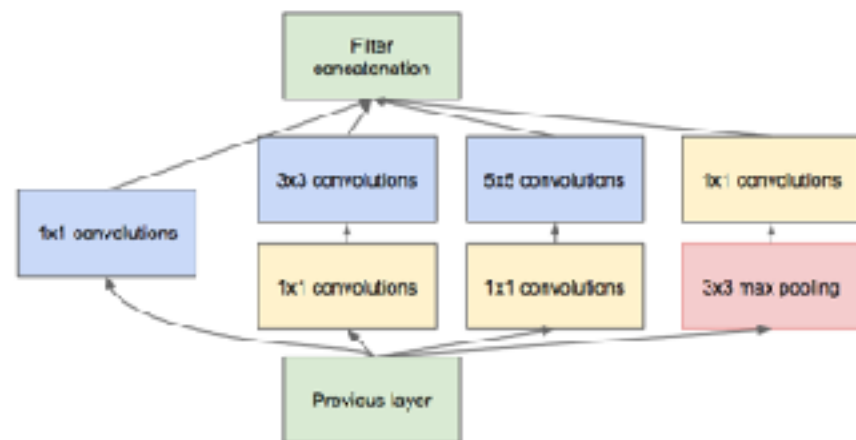 Filter
concatenation
3x3 convolutions
5x5 convolutions
1x1 convolutions
1x1 convolutions
1x1 convolutions
1x1 convolutions
3x3 max pooling
Previous layer